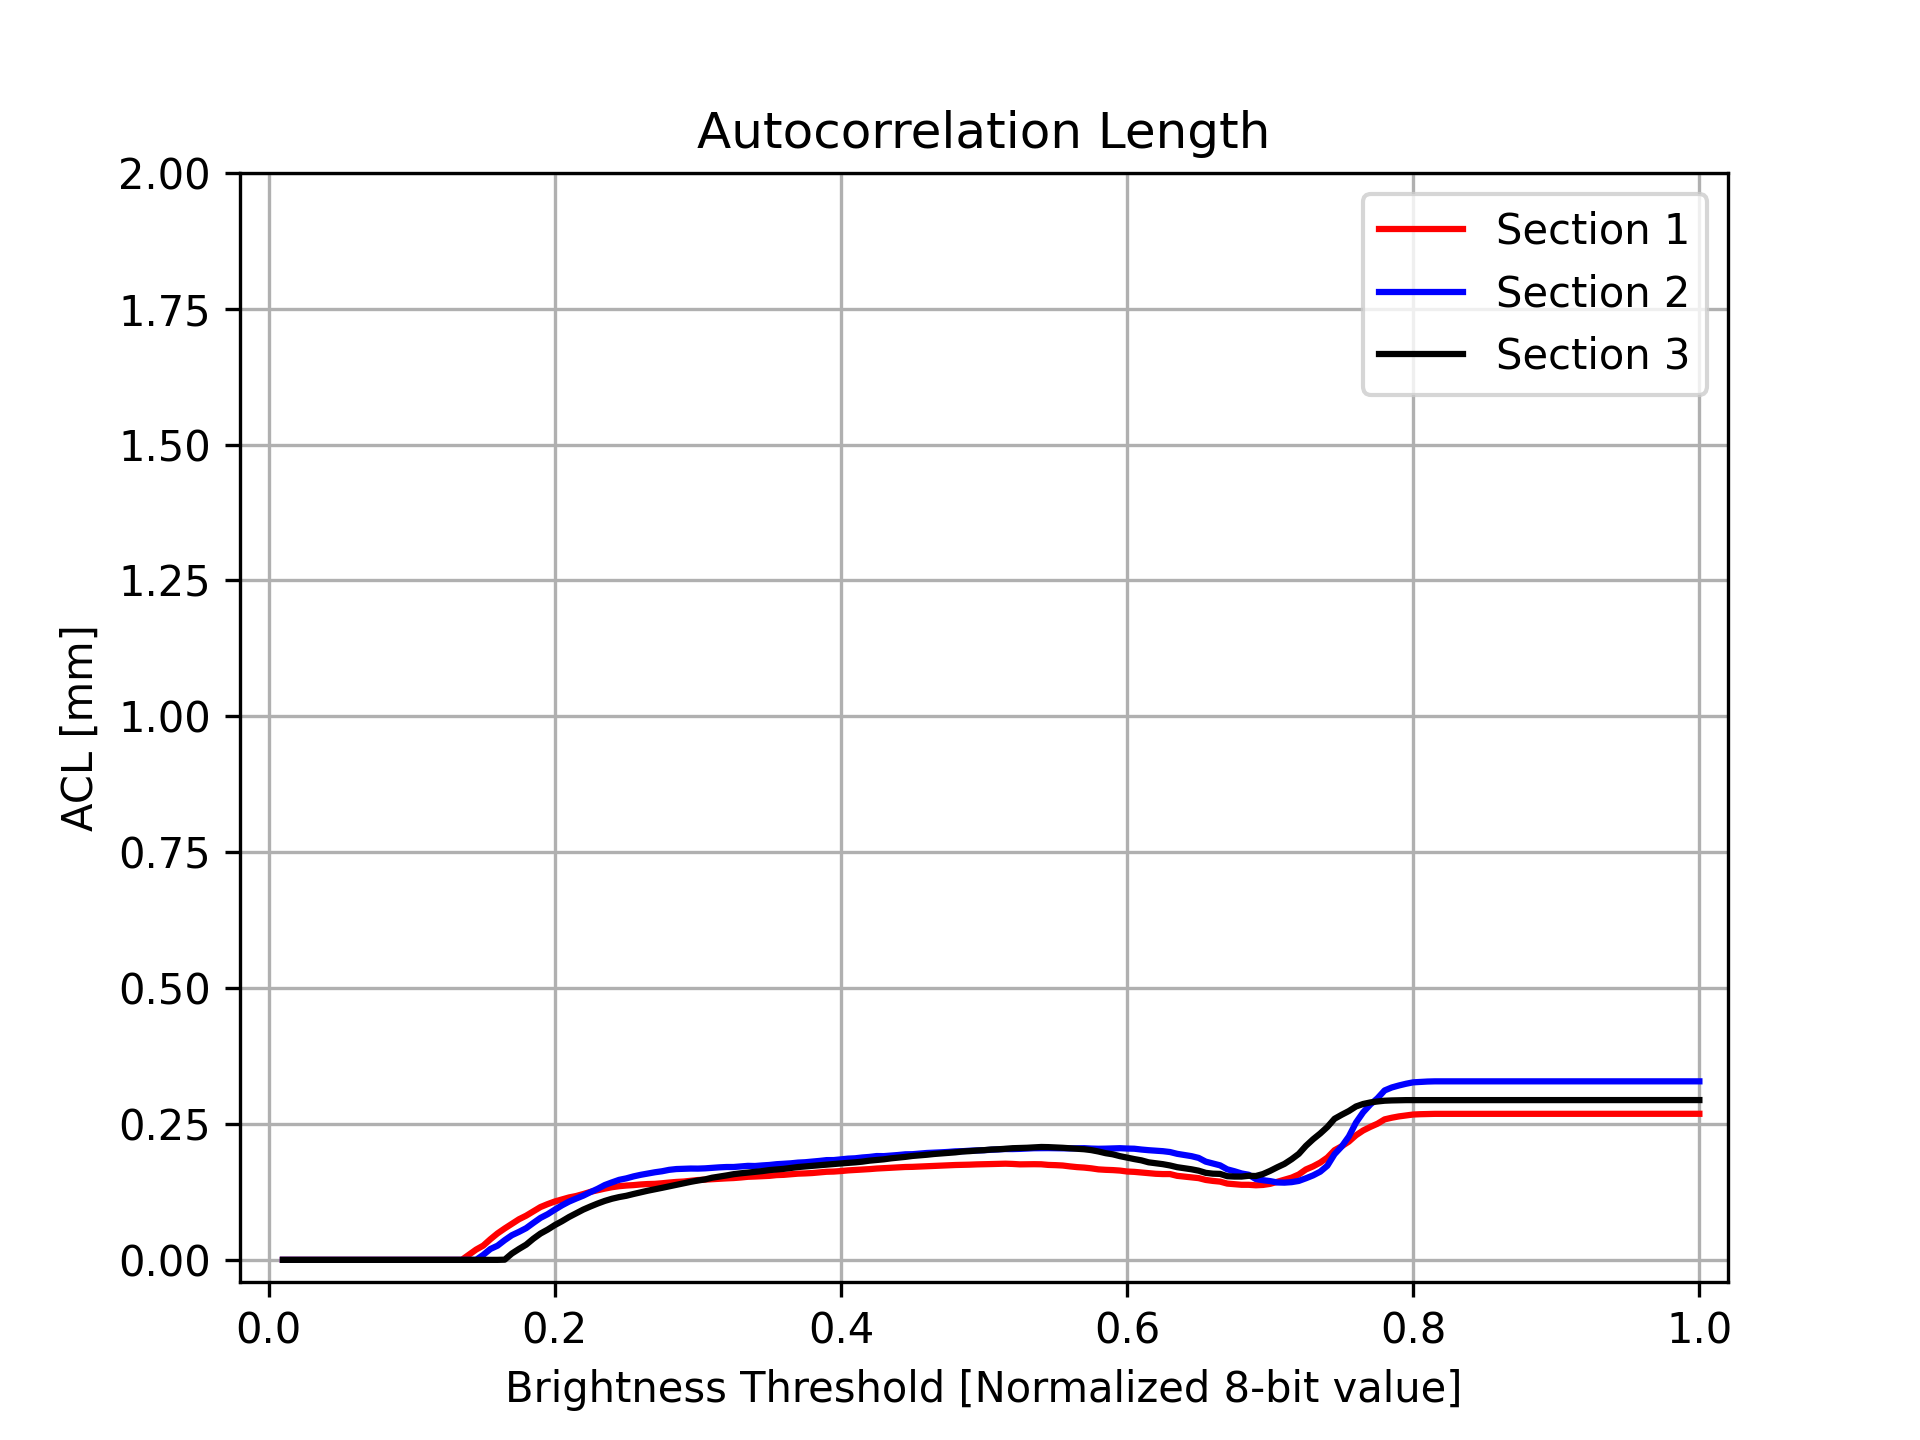 Autocorrelation Length
2.00
1.75
1.50
1.25
1.00
0.75
0.50
0.25
0.00
ACL [mm]
Section 1
Section 2
Section 3
0.0 0.2 0.4 0.6 0.8 1.0
Brightness Threshold [Normalized 8-bit value]